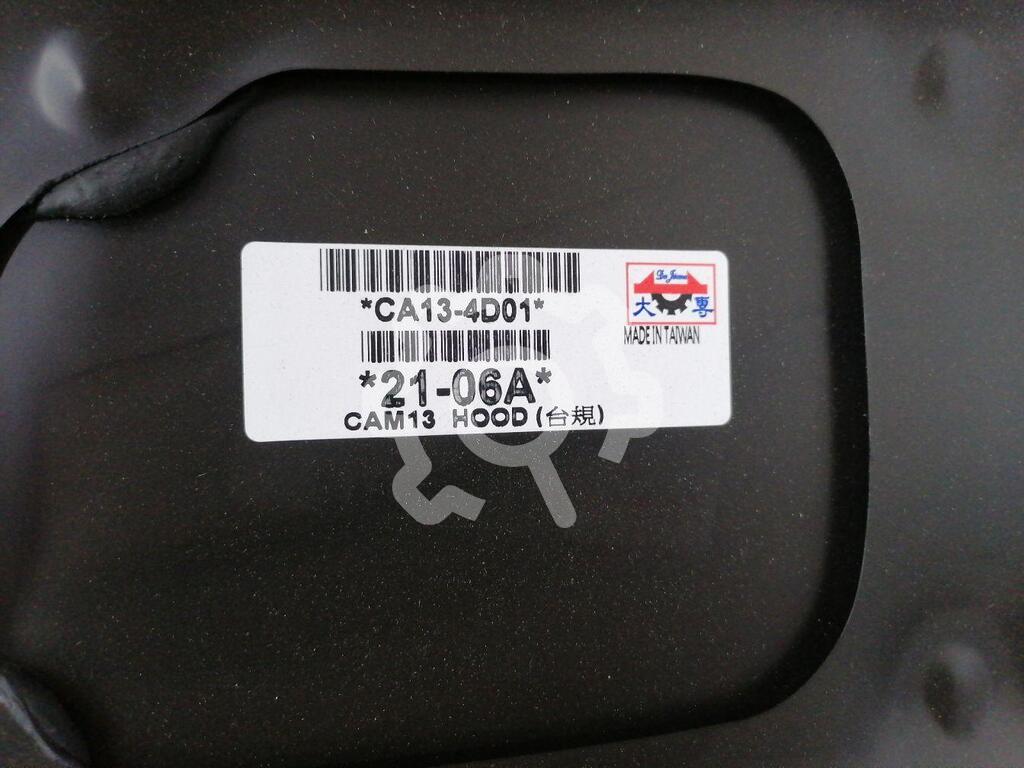 *CA13-4D01*
*21-06A*
CAM13 HOOD(台規)
大 專
MADE IN TAIWAN